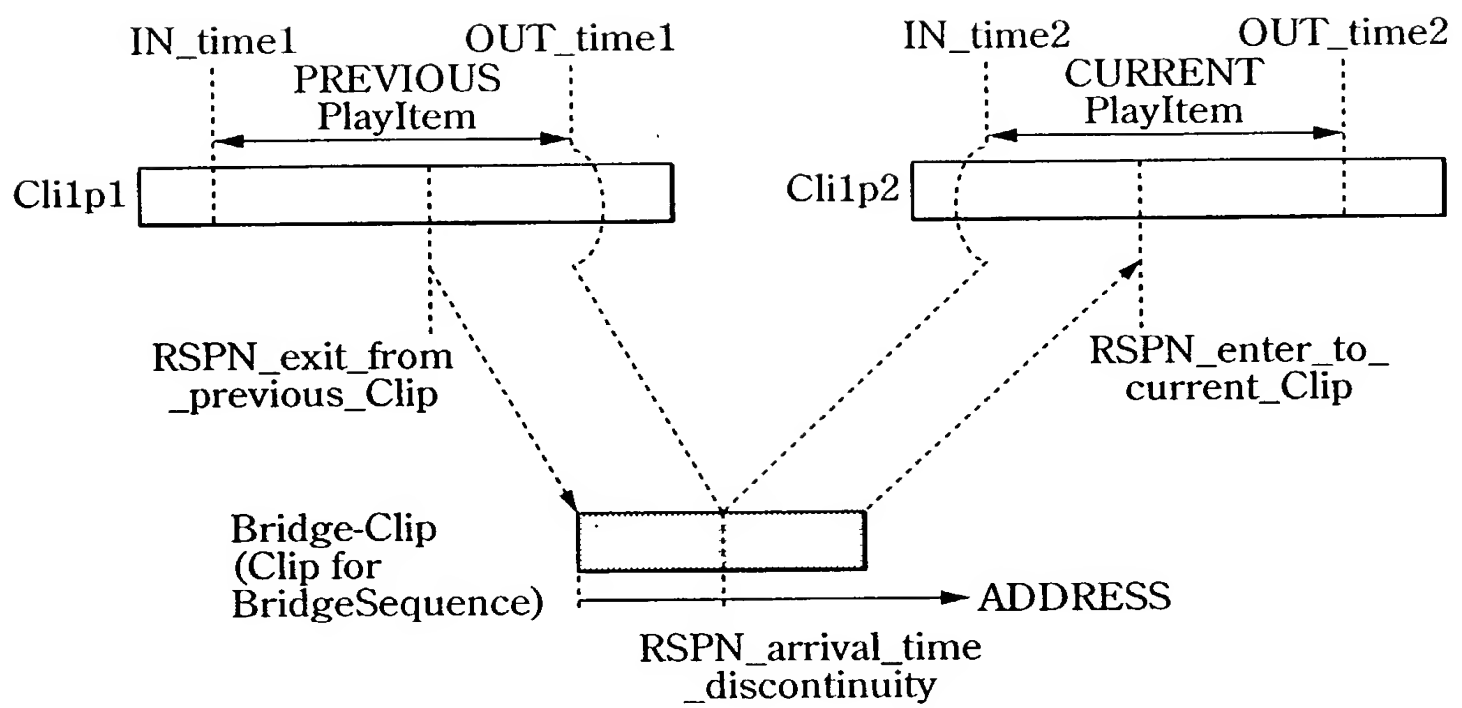 IN_time1
OUT_time1
PREVIOUS
PlayItem
Cli1p1
RSPN_exit_from
_previous_Clip
IN_time2
OUT_time2
CURRENT
PlayItem
Cli1p2
RSPN_enter_to_
current_Clip
Bridge-Clip
(Clip for
BridgeSequence)
ADDRESS
RSPN_arrival_time
_discontinuity